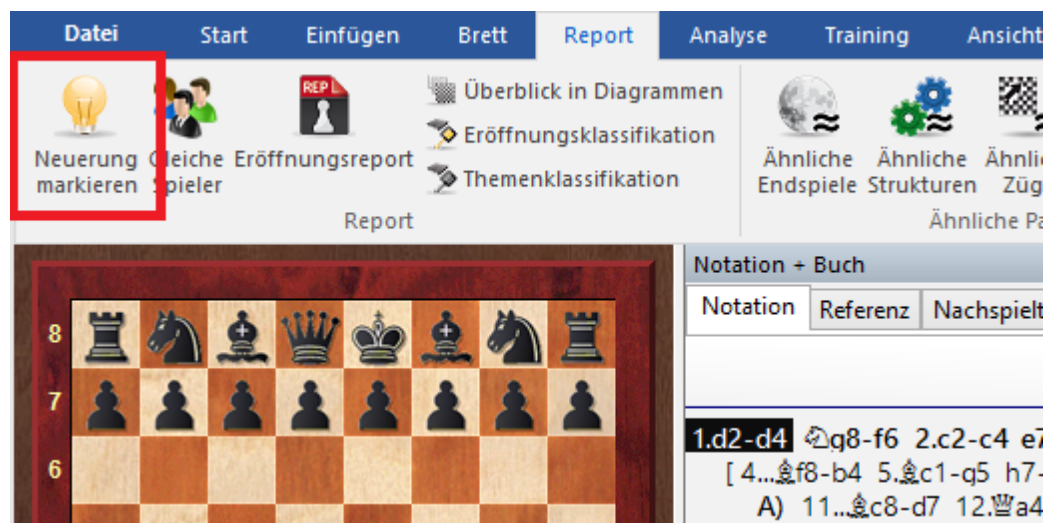 Datei Start Einfügen Brett Report Analyse Training Ansicht
Neuerung markieren
Gleiche Spieler
REP
Eröffnungsreport
Überblick in Diagrammen
Eröffnungsklassifikation
Themenklassifikation
Report
Ähnliche Endspiele
Ähnliche Strukturen
Notation + Buch
Notation Referenz
8
7
6
1.d2-d4 ♘g8-f6 2.c2-c4
[ 4...♗f8-b4 5.♗c1-g5
A) 11...♗c8-d7 12.♕a4